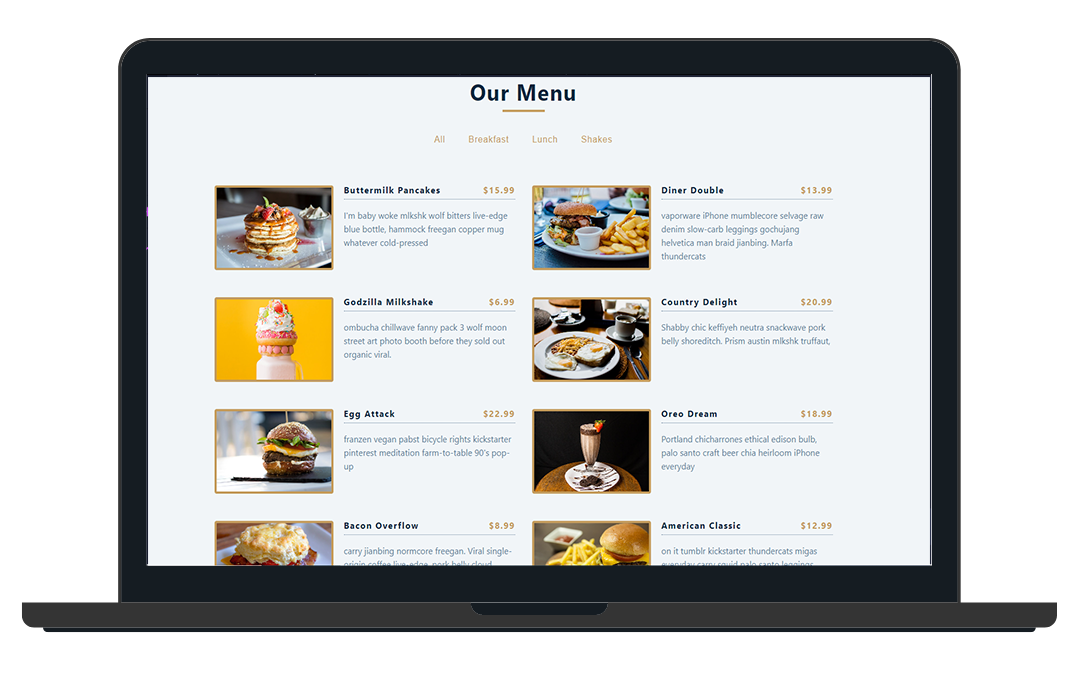 Our Menu
All Breakfast Lunch Shakes
Buttermilk Pancakes $15.99
I'm baby woke mlkshk wolf bitters live-edge
blue bottle, hammock freegan copper mug
whatever cold-pressed
Diner Double $13.99
vaporware iPhone mumblecore selvage raw
denim slow-carb leggings gochujang
helvetica man braid jianbing. Marfa
thundercats
Godzilla Milkshake $6.99
ombucha chillwave fanny pack 3 wolf moon
street art photo booth before they sold out
organic viral.
Country Delight $20.99
Shabby chic keffiyeh neutra snackwave pork
belly shoreditch. Prism austin mlkshk truffaut,
Egg Attack $22.99
franzen vegan pabst bicycle rights kickstarter
pinterest meditation farm-to-table 90's pop-
up
Oreo Dream $18.99
Portland chicharrones ethical edison bulb,
palo santo craft beer chia heirloom iPhone
everyday
Bacon Overflow $8.99
carry jianbing normcore freegan. Viral single-
origin coffee live-edge, pork belly cloud
American Classic $12.99
on it tumblr kickstarter thundercats migas
everyday carry squid palo santo leggings